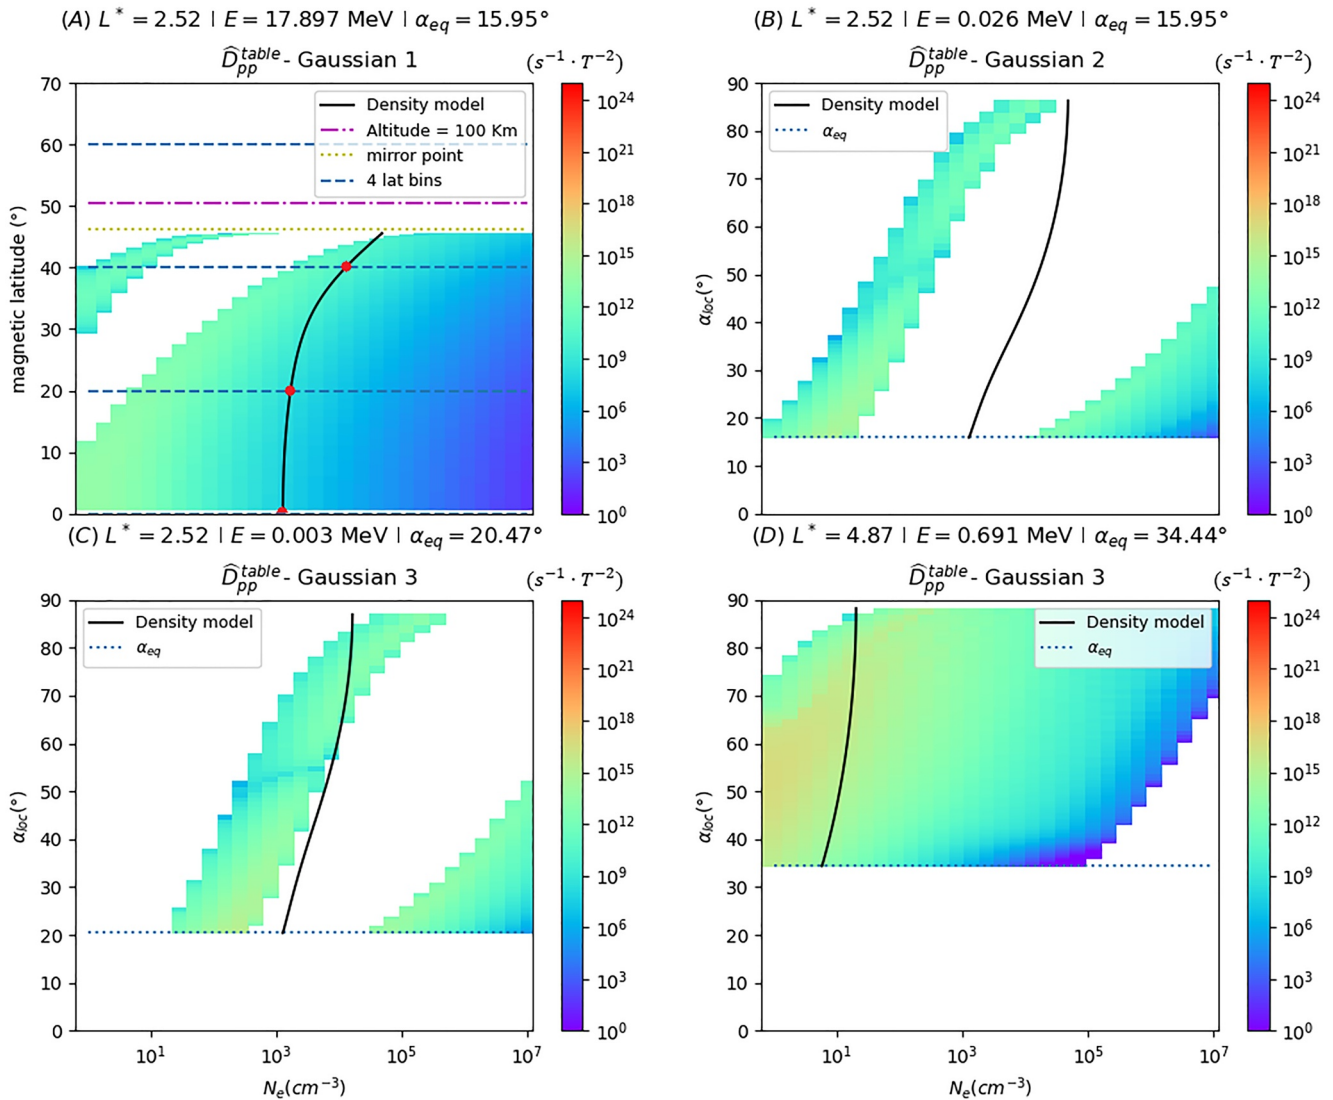 (A) L* = 2.52 | E = 17.897 MeV | αeq = 15.95°
D̂pp^table - Gaussian 1
(s⁻¹ · T⁻²)
70
60
50
40
30
20
10
0
magnetic latitude (°)
Density model
Altitude = 100 Km
mirror point
4 lat bins
10²⁴
10²¹
10¹⁸
10¹⁵
10¹²
10⁹
10⁶
10³
10⁰
(B) L* = 2.52 | E = 0.026 MeV | αeq = 15.95°
D̂pp^table - Gaussian 2
(s⁻¹ · T⁻²)
90
80
70
60
50
40
30
20
10
0
αloc(°)
Density model
αeq
10²⁴
10²¹
10¹⁸
10¹⁵
10¹²
10⁹
10⁶
10³
10⁰
(C) L* = 2.52 | E = 0.003 MeV | αeq = 20.47°
D̂pp^table - Gaussian 3
(s⁻¹ · T⁻²)
90
80
70
60
50
40
30
20
10
0
αloc(°)
Density model
αeq
10¹
10³
10⁵
10⁷
Ne(cm⁻³)
10²⁴
10²¹
10¹⁸
10¹⁵
10¹²
10⁹
10⁶
10³
10⁰
(D) L* = 4.87 | E = 0.691 MeV | αeq = 34.44°
D̂pp^table - Gaussian 3
(s⁻¹ · T⁻²)
90
80
70
60
50
40
30
20
10
0
αloc(°)
Density model
αeq
10¹
10³
10⁵
10⁷
Ne(cm⁻³)
10²⁴
10²¹
10¹⁸
10¹⁵
10¹²
10⁹
10⁶
10³
10⁰